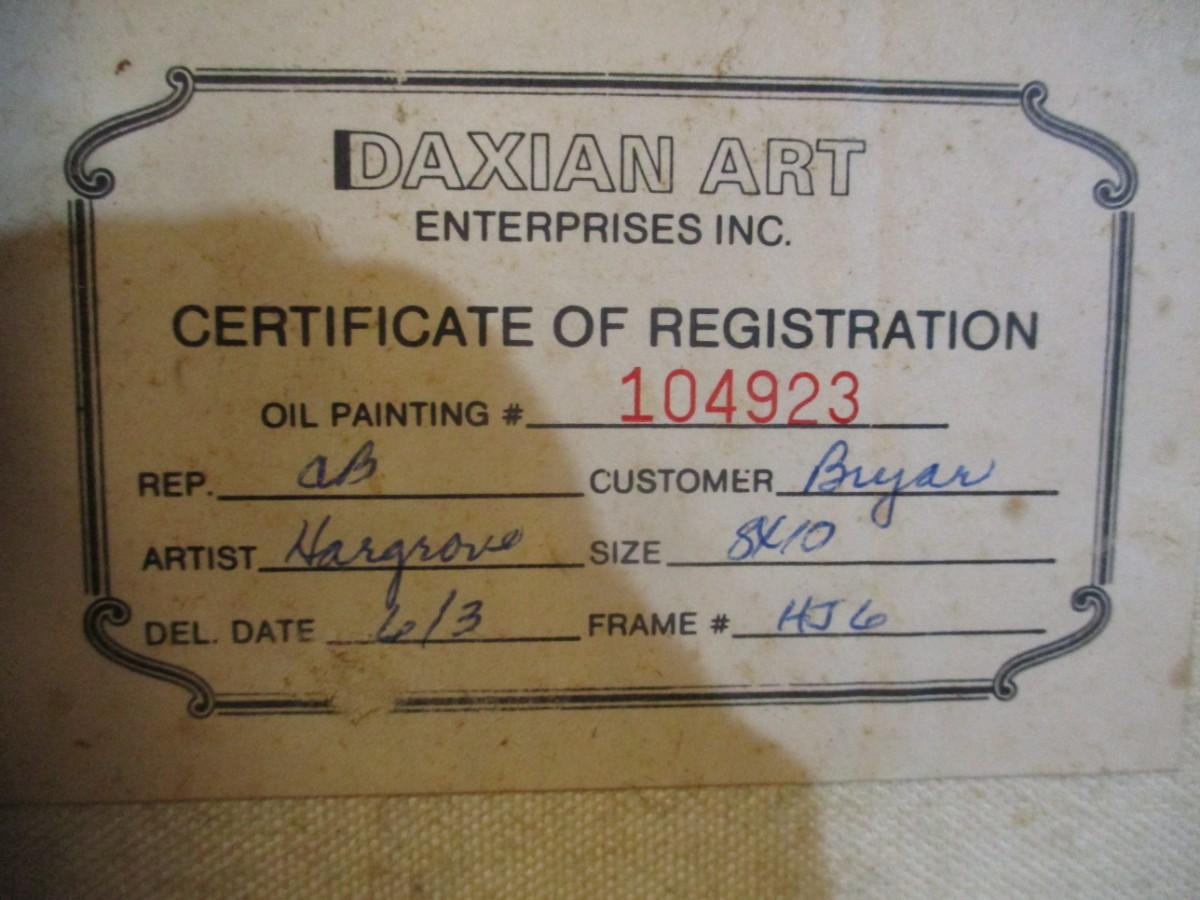 DAXIAN ART
ENTERPRISES INC.
CERTIFICATE OF REGISTRATION
OIL PAINTING # 104923
REP. aB CUSTOMER Bryar
ARTIST Hargrove SIZE 8X10
DEL. DATE 6/3 FRAME # HJ6